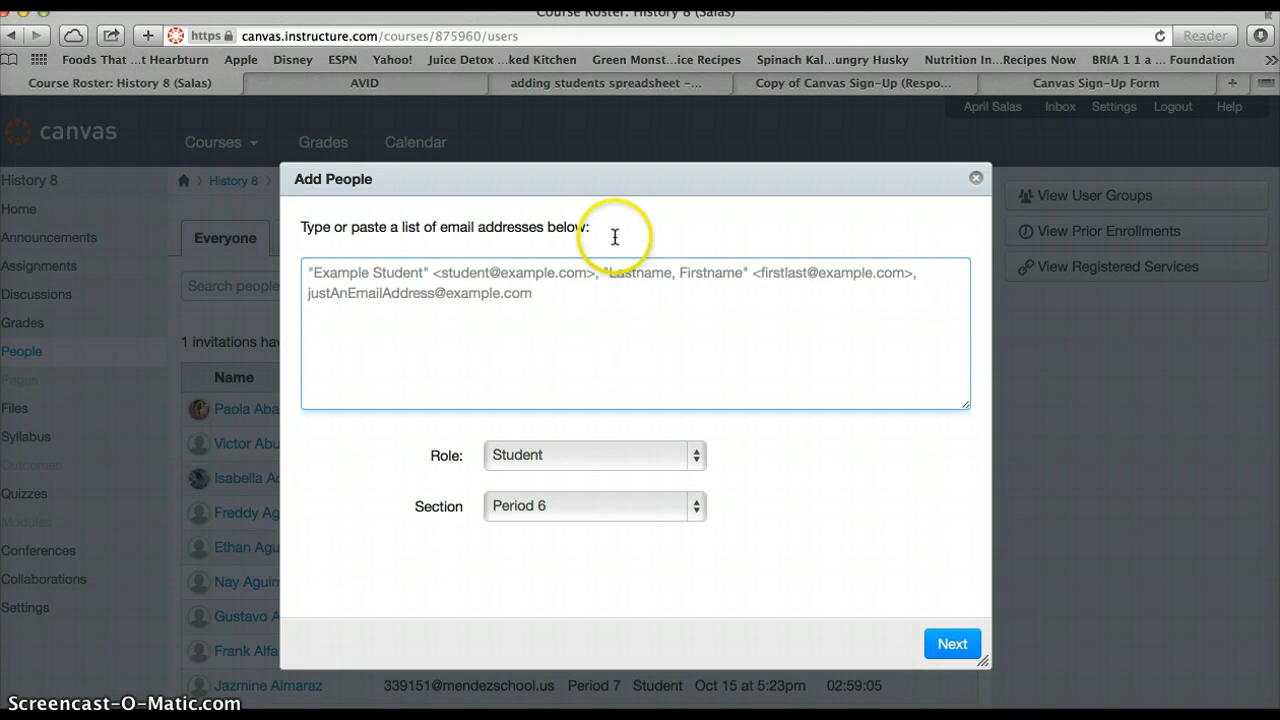 Course Roster: History 8 (Salas)
https canvas.instructure.com/courses/875960/users Reader
Foods That ...t Hearburn Apple Disney ESPN Yahoo! Juice Detox ...ked Kitchen Green Monst...ice Recipes Spinach Kal...ungry Husky Nutrition In...Recipes Now BRIA 1 1 a ... Foundation
Course Roster: History 8 (Salas) AVID adding students spreadsheet -... Copy of Canvas Sign-Up (Respo... Canvas Sign-Up Form
April Salas Inbox Settings Logout Help
canvas Courses Grades Calendar
History 8
Home
Announcements
Assignments
Discussions
Grades
People
Pages
Files
Syllabus
Outcomes
Quizzes
Modules
Conferences
Collaborations
Settings
History 8
Everyone
Search people
1 invitations hav
Name
Paola Aba
Victor Abu
Isabella Ac
Freddy Ag
Ethan Agu
Nay Aguirr
Gustavo A
Frank Alfa
Jazmine Almaraz 339151@mendezschool.us Period 7 Student Oct 15 at 5:23pm 02:59:05
Add People
Type or paste a list of email addresses below:
"Example Student" <student@example.com>, "Lastname, Firstname" <firstlast@example.com>,
justAnEmailAddress@example.com
Role: Student
Section Period 6
Next
View User Groups
View Prior Enrollments
View Registered Services
Screencast-O-Matic.com